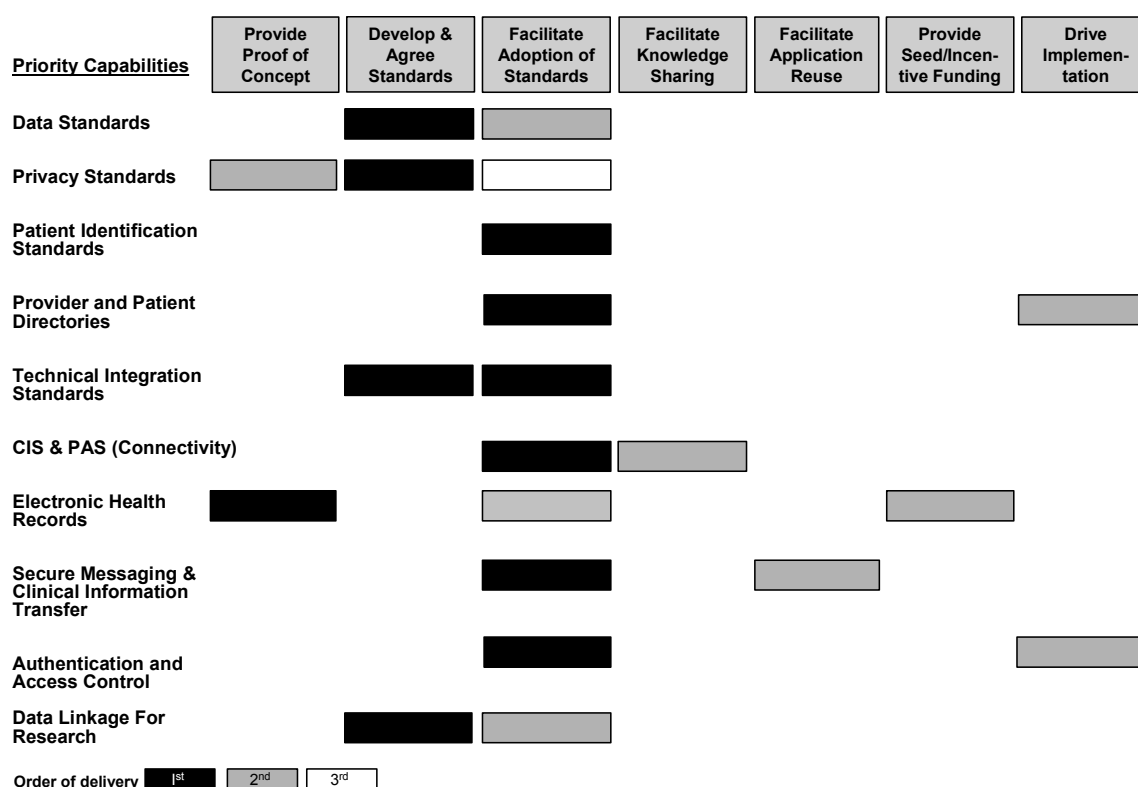 Priority Capabilities
Provide
Proof of
Concept
Develop &
Agree
Standards
Facilitate
Adoption of
Standards
Facilitate
Knowledge
Sharing
Facilitate
Application
Reuse
Provide
Seed/Incen-
tive Funding
Drive
Implemen-
tation
Data Standards
Privacy Standards
Patient Identification
Standards
Provider and Patient
Directories
Technical Integration
Standards
CIS & PAS (Connectivity)
Electronic Health
Records
Secure Messaging &
Clinical Information
Transfer
Authentication and
Access Control
Data Linkage For
Research
Order of delivery 1st 2nd 3rd